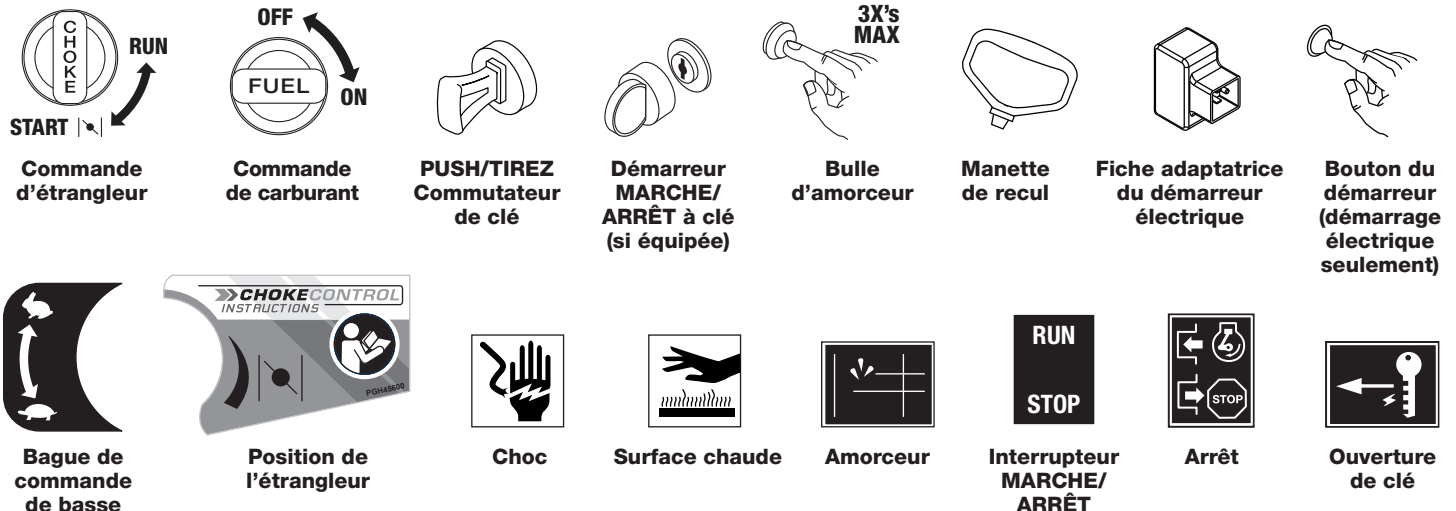 CHOKE
RUN
START
Commande
d'étrangleur
OFF
FUEL
ON
Commande
de carburant
PUSH/TIREZ
Commutateur
de clé
Démarreur
MARCHE/
ARRÊT à clé
(si équipée)
3X's
MAX
Bulle
d'amorceur
Manette
de recul
Fiche adaptatrice
du démarreur
électrique
Bouton du
démarreur
(démarrage
électrique
seulement)
Bague de
commande
de basse
CHOKECONTROL
INSTRUCTIONS
PGH45600
Position de
l'étrangleur
Choc
Surface chaude
Amorceur
RUN
STOP
Interrupteur
MARCHE/
ARRÊT
STOP
Arrêt
Ouverture
de clé